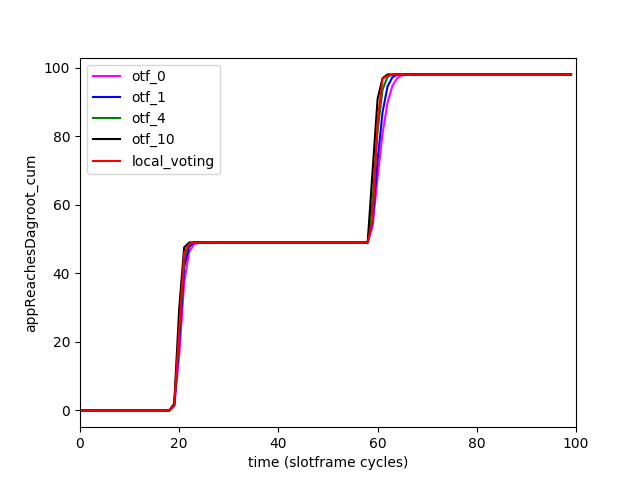 otf_0
otf_1
otf_4
otf_10
local_voting
100
80
60
40
20
0
appReachesDagroot_cum
0 20 40 60 80 100
time (slotframe cycles)